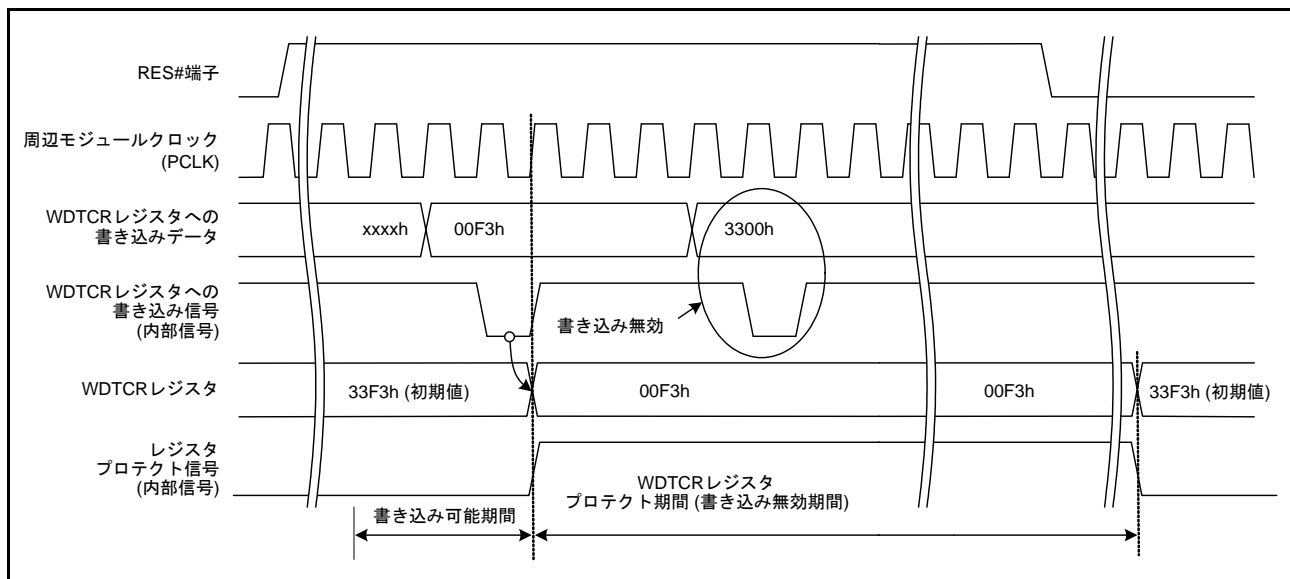 RES#端子
周辺モジュールクロック
(PCLK)
WDTCRレジスタへの
書き込みデータ
xxxxh
00F3h
3300h
WDTCRレジスタへの
書き込み信号
(内部信号)
書き込み無効
WDTCRレジスタ
33F3h (初期値)
00F3h
00F3h
33F3h (初期値)
レジスタ
プロテクト信号
(内部信号)
WDTCRレジスタ
プロテクト期間 (書き込み無効期間)
書き込み可能期間